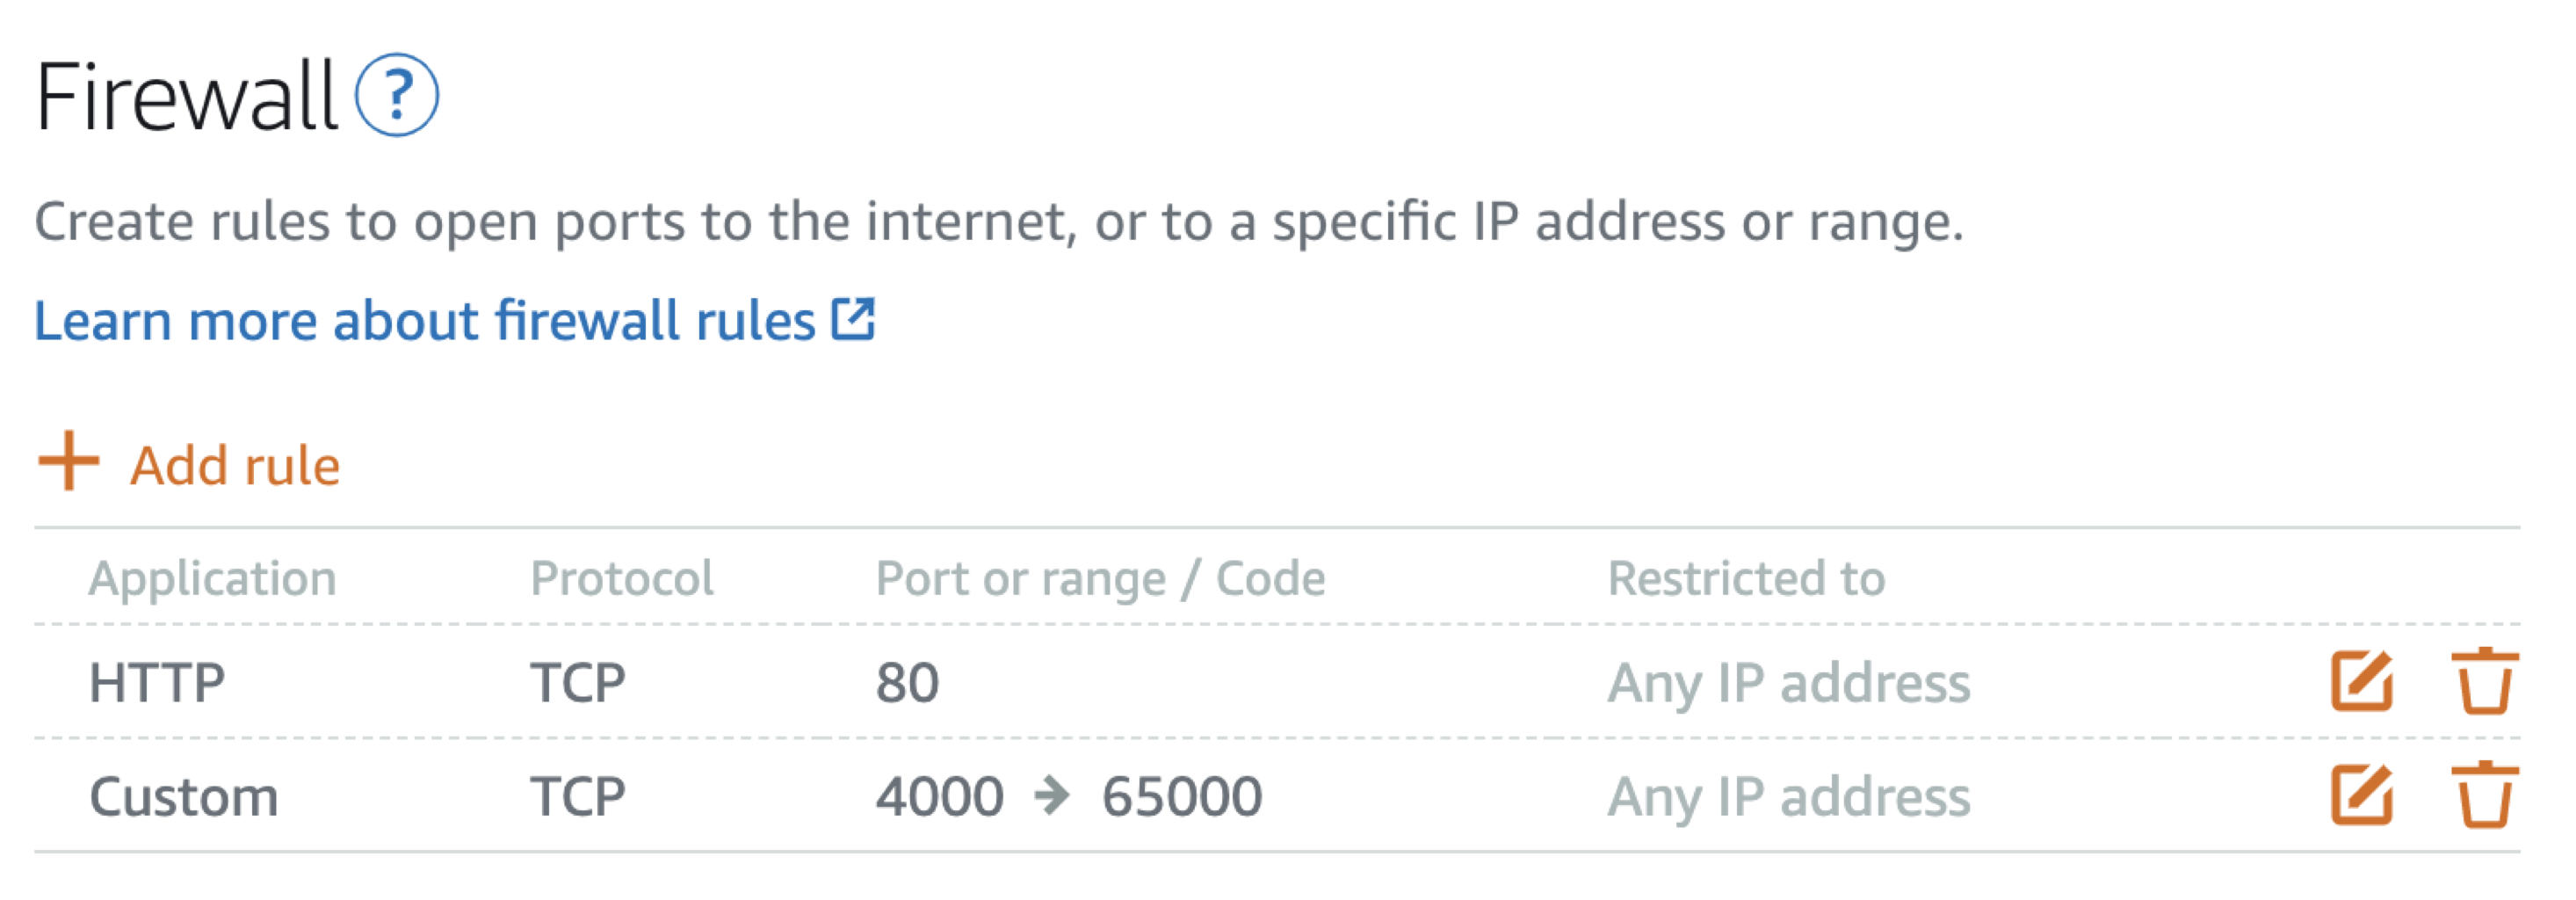 Firewall ?
Create rules to open ports to the internet, or to a specific IP address or range.
Learn more about firewall rules
+ Add rule
Application Protocol Port or range / Code Restricted to
HTTP TCP 80 Any IP address
Custom TCP 4000 → 65000 Any IP address